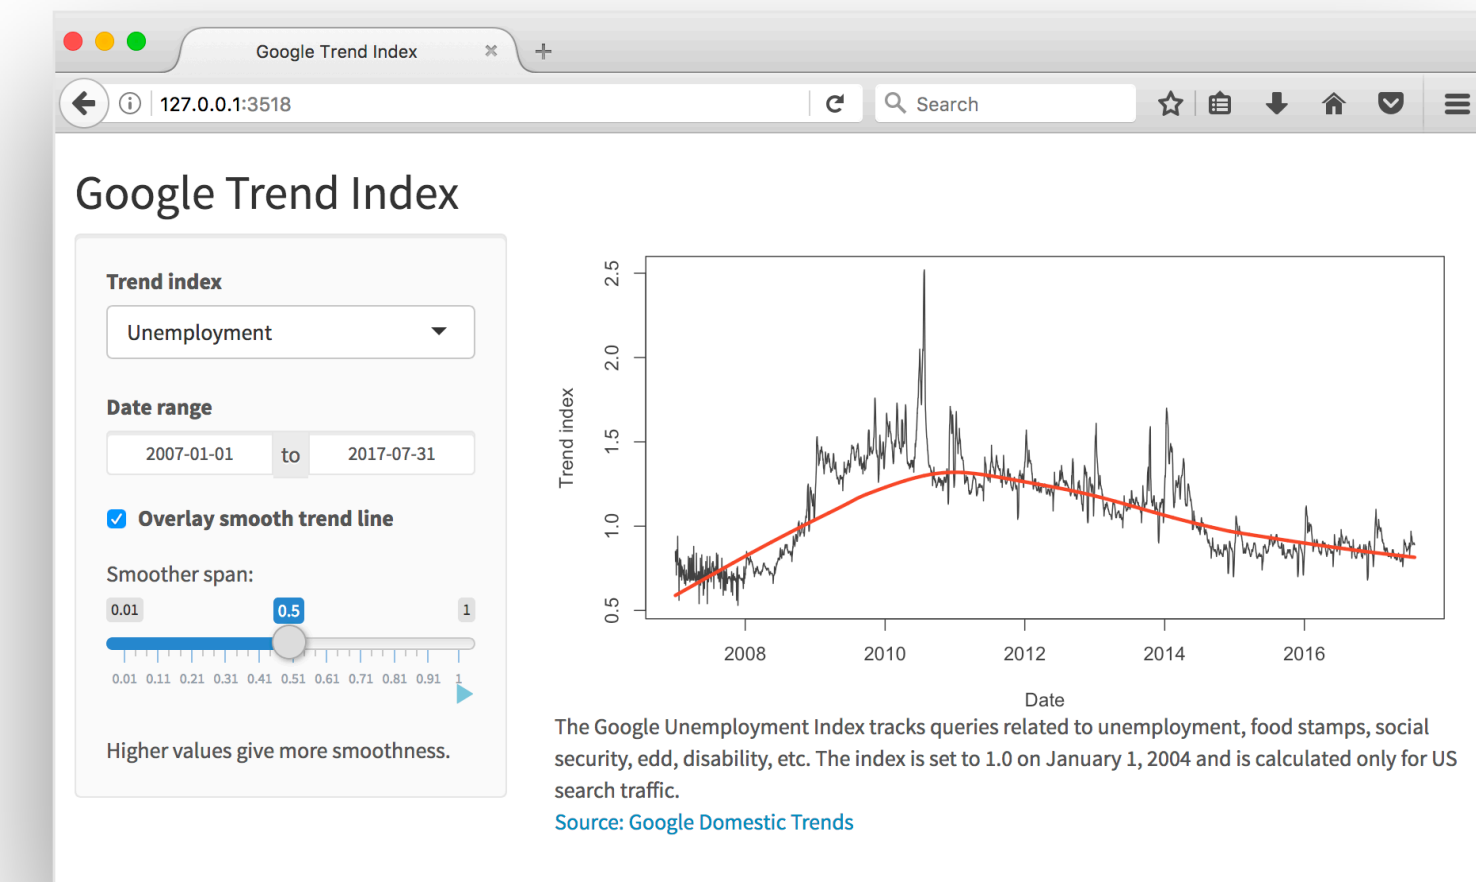 Google Trend Index
127.0.0.1:3518
Search
Google Trend Index
Trend index
Unemployment
Date range
2007-01-01 to 2017-07-31
Overlay smooth trend line
Smoother span:
0.01 0.5 1
0.01 0.11 0.21 0.31 0.41 0.51 0.61 0.71 0.81 0.91 1
Higher values give more smoothness.
Trend index
2.5
2.0
1.5
1.0
0.5
2008 2010 2012 2014 2016
Date
The Google Unemployment Index tracks queries related to unemployment, food stamps, social
security, edd, disability, etc. The index is set to 1.0 on January 1, 2004 and is calculated only for US
search traffic.
Source: Google Domestic Trends